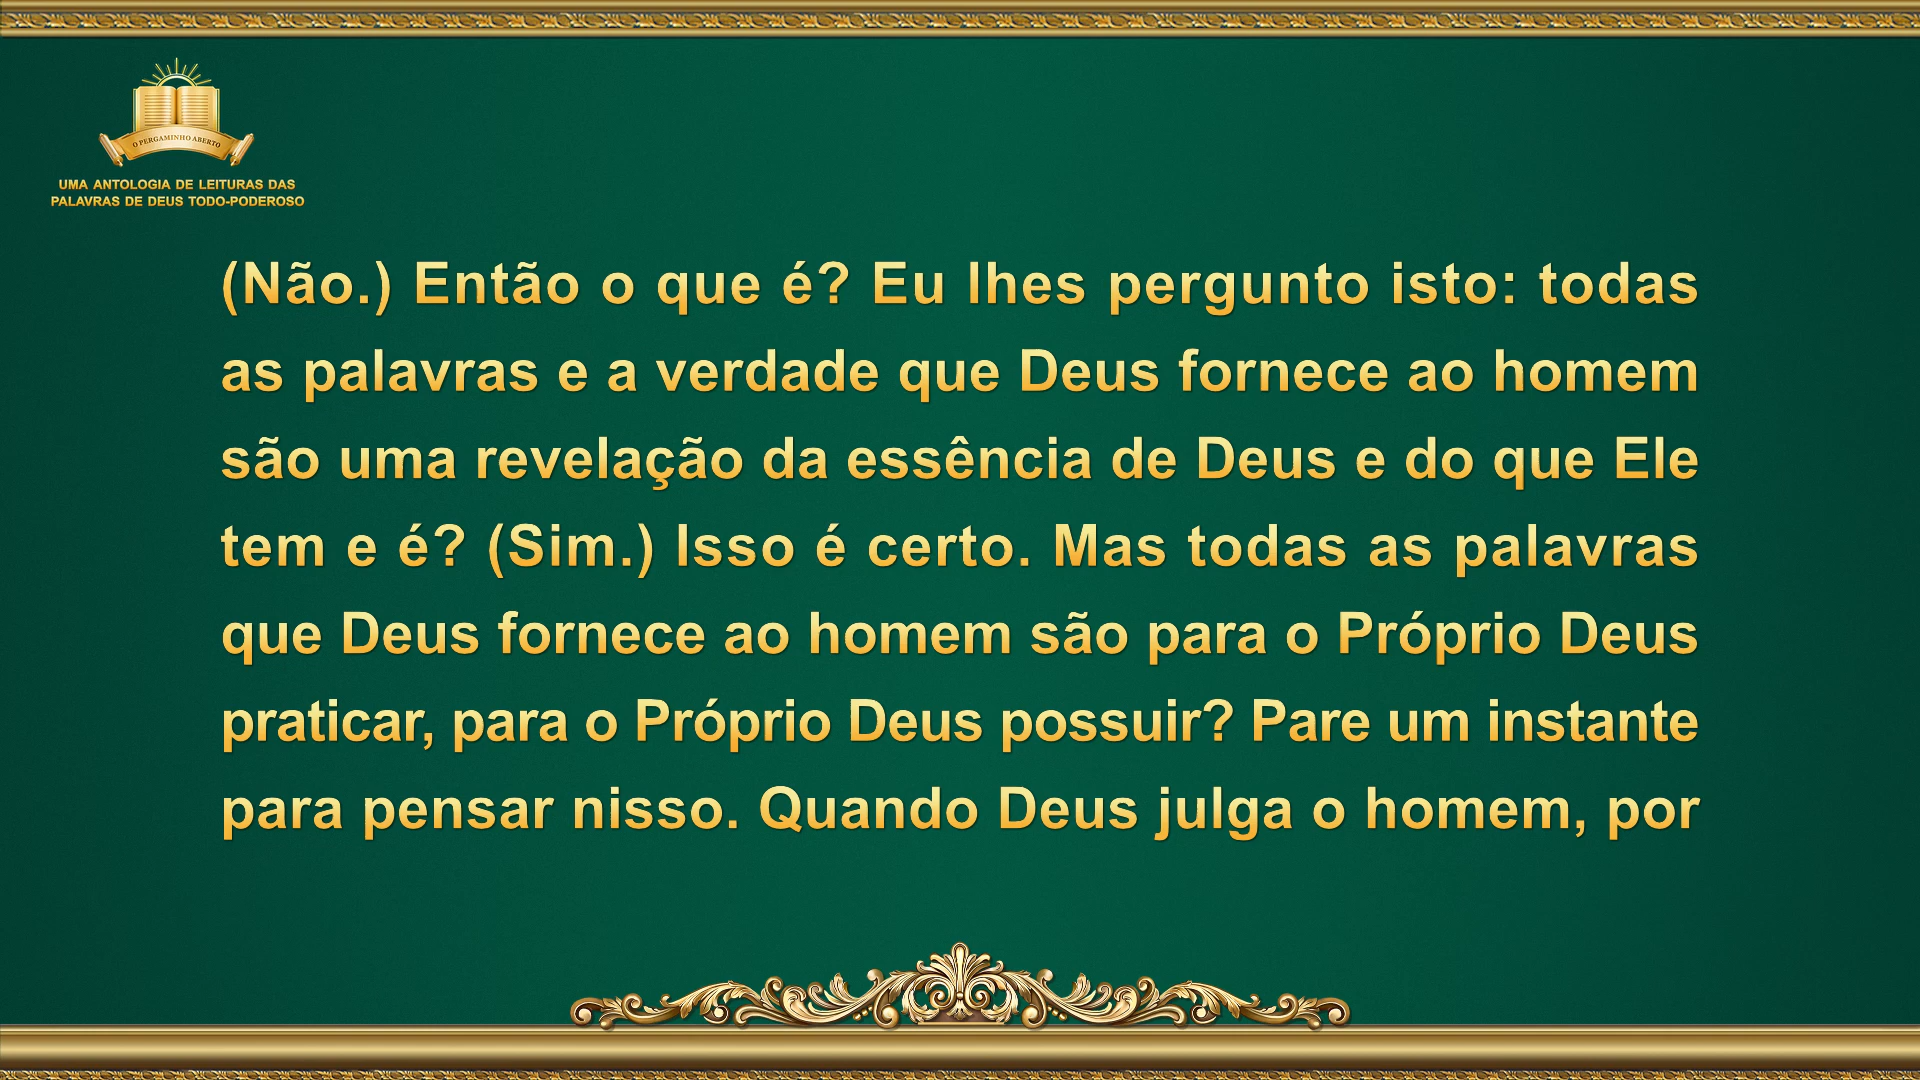 O PERGAMINHO ABERTO
UMA ANTOLOGIA DE LEITURAS DAS
PALAVRAS DE DEUS TODO-PODEROSO
(Não.) Então o que é? Eu lhes pergunto isto: todas
as palavras e a verdade que Deus fornece ao homem
são uma revelação da essência de Deus e do que Ele
tem e é? (Sim.) Isso é certo. Mas todas as palavras
que Deus fornece ao homem são para o Próprio Deus
praticar, para o Próprio Deus possuir? Pare um instante
para pensar nisso. Quando Deus julga o homem, por